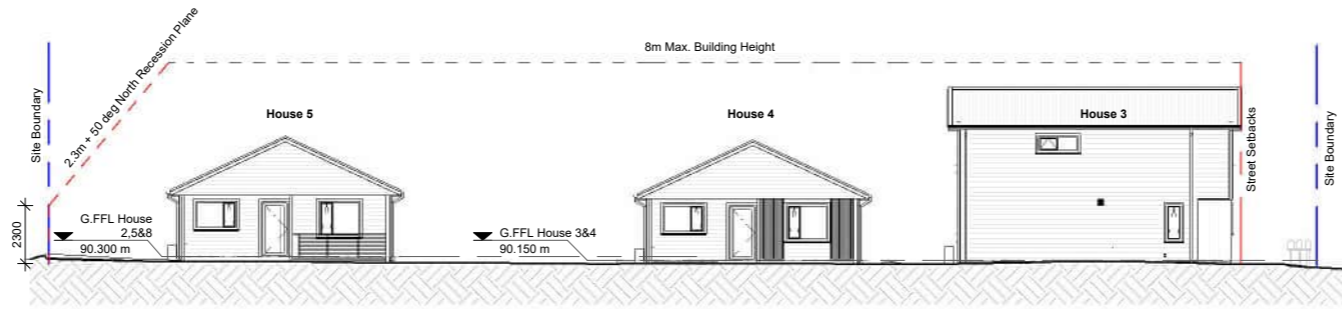 8m Max. Building Height
2.3m + 50 deg North Recession Plane
Site Boundary
House 5
House 4
House 3
Street Setbacks
Site Boundary
2300
G.FFL House
2,5&8
90.300 m
G.FFL House 3&4
90.150 m